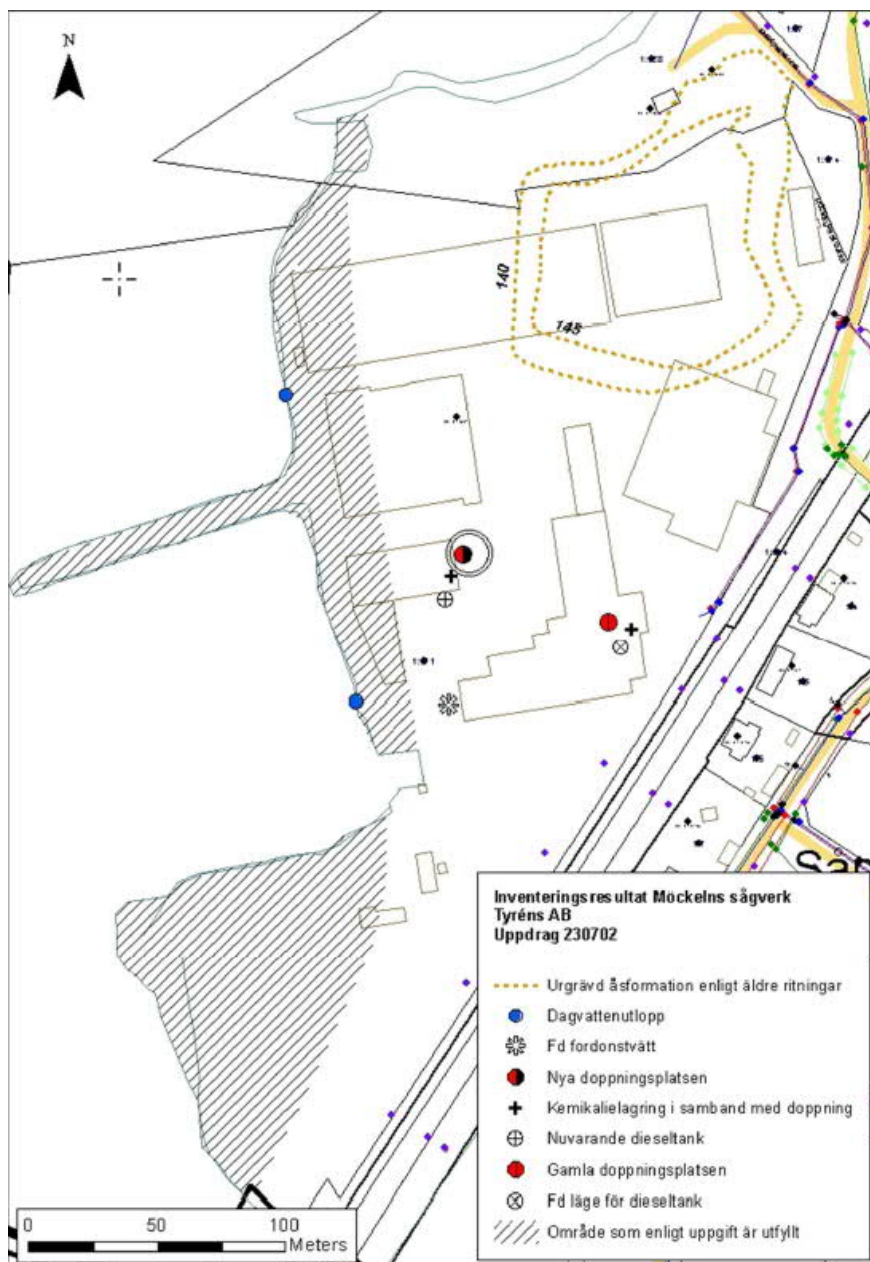 N
140
145
1:1
Inventeringsresultat Möckelns sågverk
Tyréns AB
Uppdrag 230702
Urgrävd åsformation enligt äldre ritningar
Dagvattenutlopp
Fd fordonstvätt
Nya doppningsplatsen
Kemikalielagring i samband med doppning
Nuvarande dieseltank
Gamla doppningsplatsen
Fd läge för dieseltank
Område som enligt uppgift är utfyllt
0 50 100
Meters